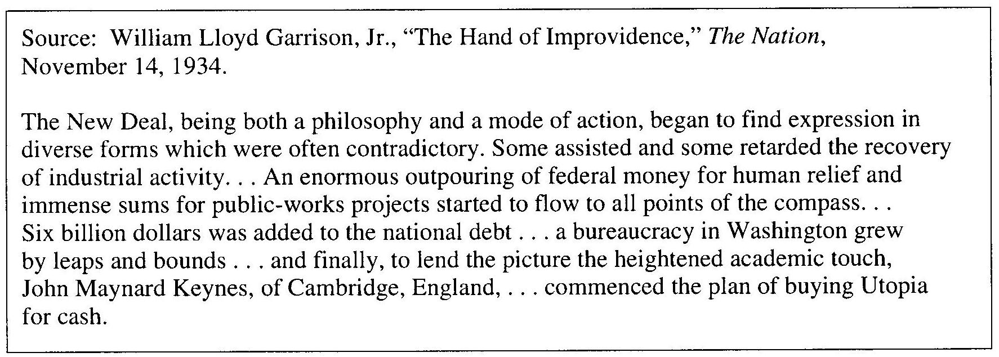 Source: William Lloyd Garrison, Jr., “The Hand of Improvidence,” The Nation,
November 14, 1934.
The New Deal, being both a philosophy and a mode of action, began to find expression in
diverse forms which were often contradictory. Some assisted and some retarded the recovery
of industrial activity. . . An enormous outpouring of federal money for human relief and
immense sums for public-works projects started to flow to all points of the compass. . .
Six billion dollars was added to the national debt . . . a bureaucracy in Washington grew
by leaps and bounds . . . and finally, to lend the picture the heightened academic touch,
John Maynard Keynes, of Cambridge, England, . . . commenced the plan of buying Utopia
for cash.